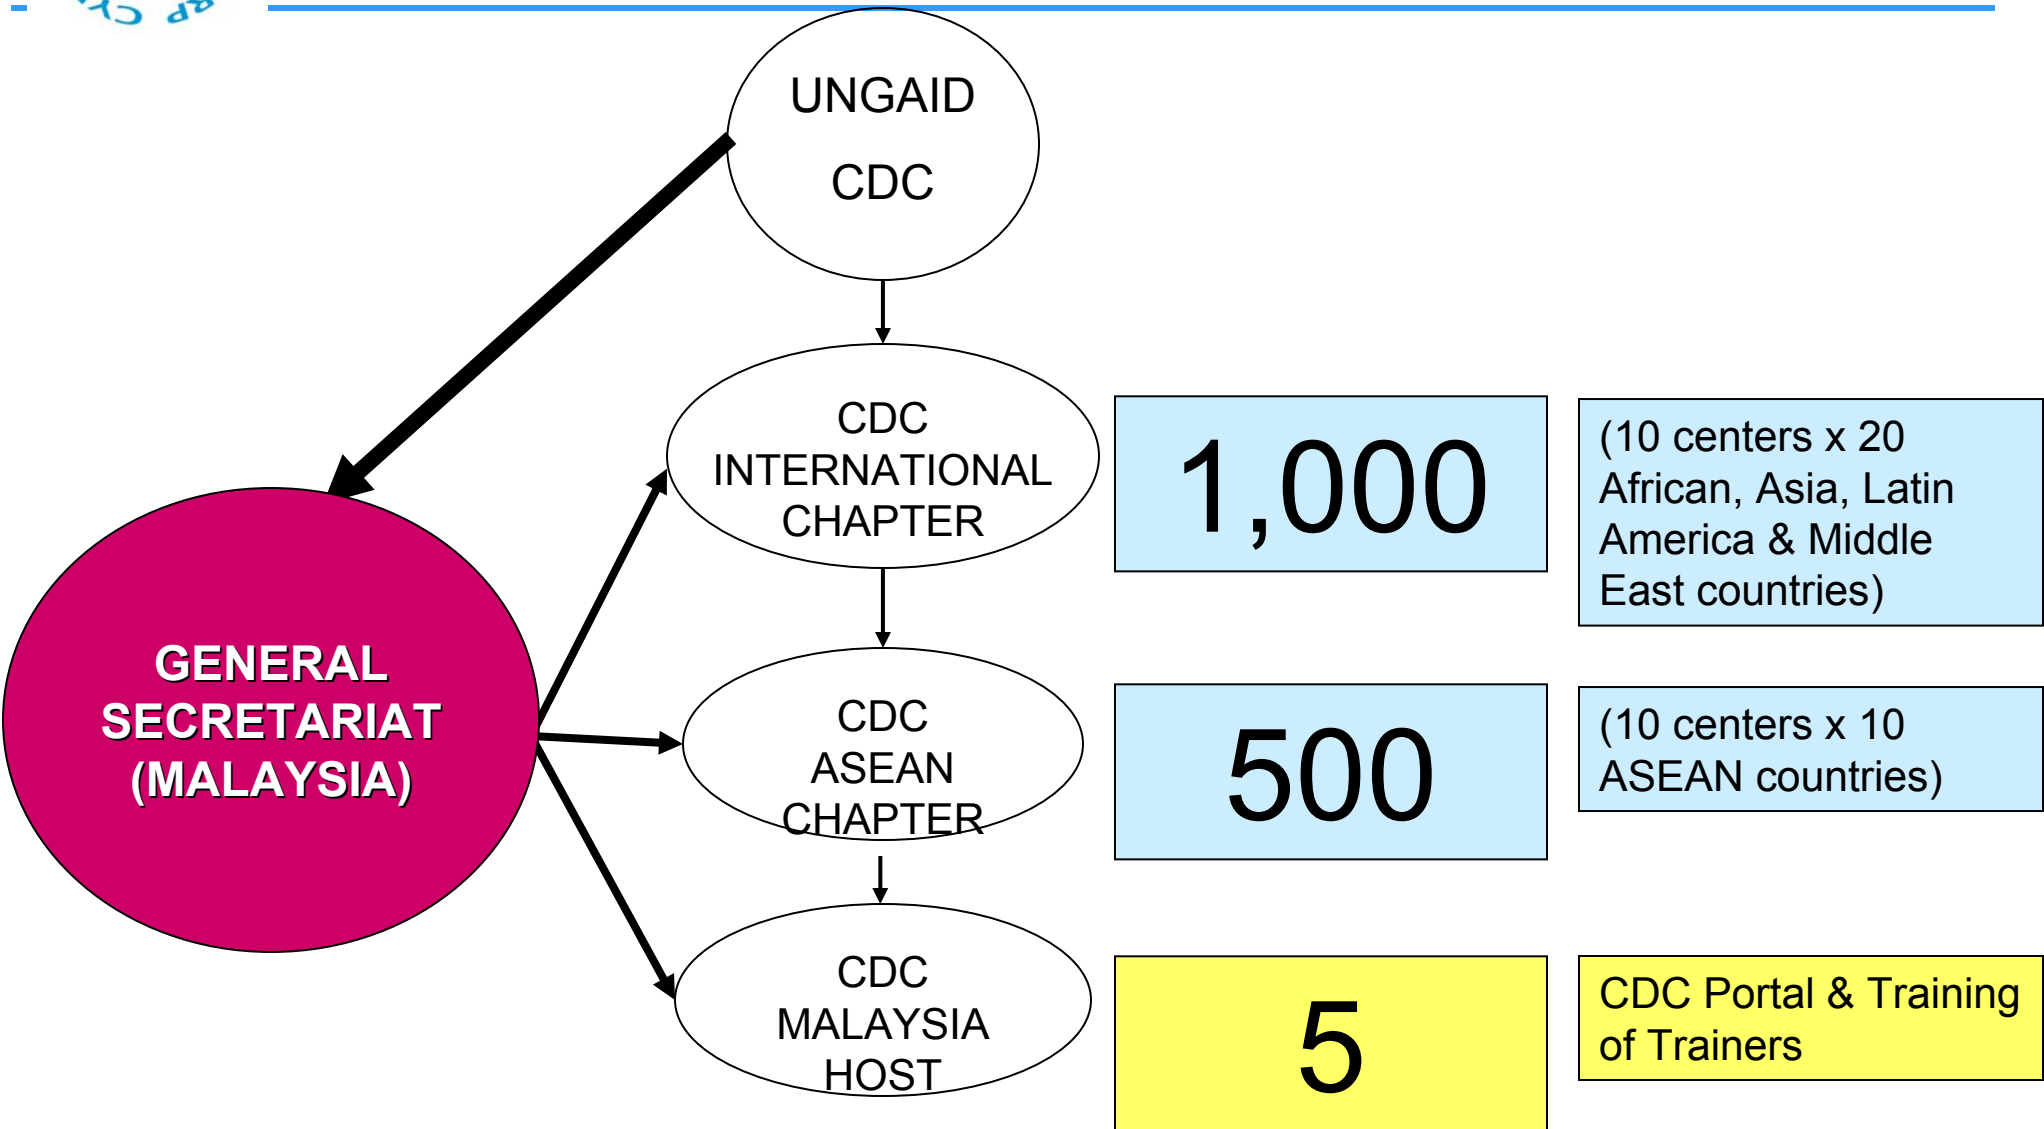 UNGAID
CDC
CDC
INTERNATIONAL
CHAPTER
1,000
(10 centers x 20
African, Asia, Latin
America & Middle
East countries)
GENERAL
SECRETARIAT
(MALAYSIA)
CDC
ASEAN
CHAPTER
500
(10 centers x 10
ASEAN countries)
CDC
MALAYSIA
HOST
5
CDC Portal & Training
of Trainers